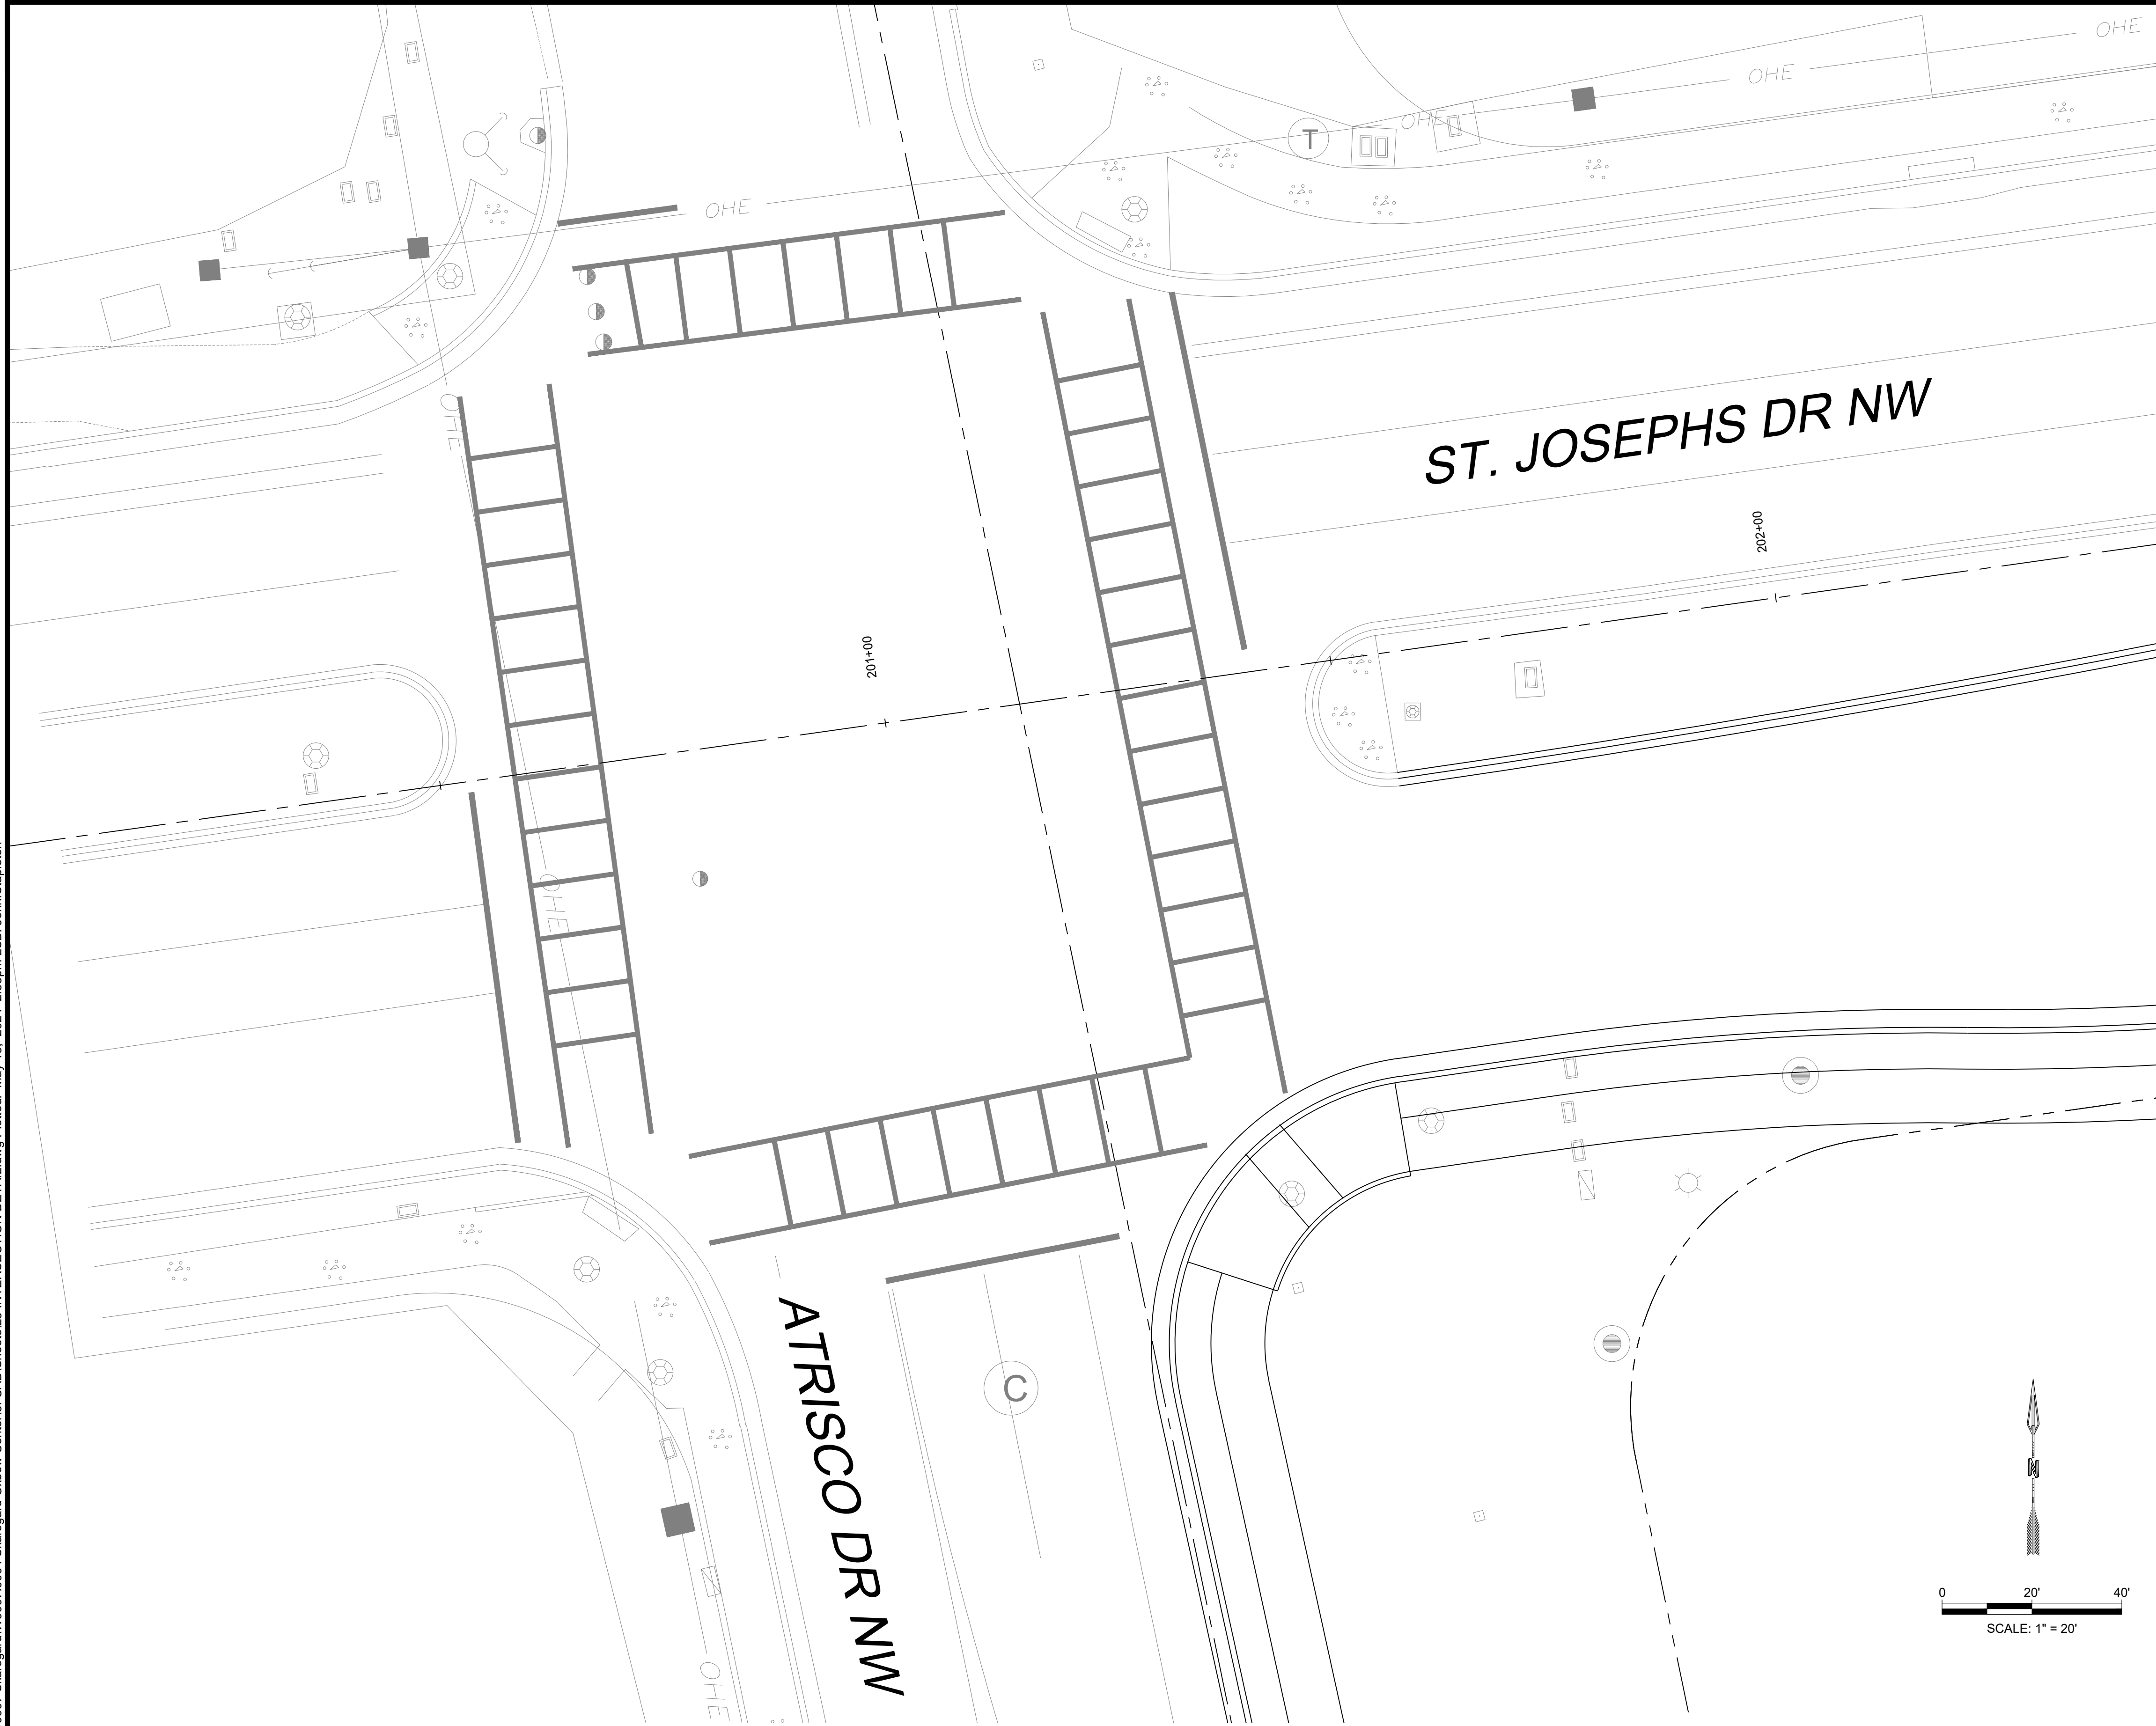 OHE
OHE
OHE
T
OHE
OHE
ST. JOSEPHS DR NW
202+00
201+00
OHE
ATRISCO DR NW
C
N
0 20' 40'
SCALE: 1" = 20'
OHE